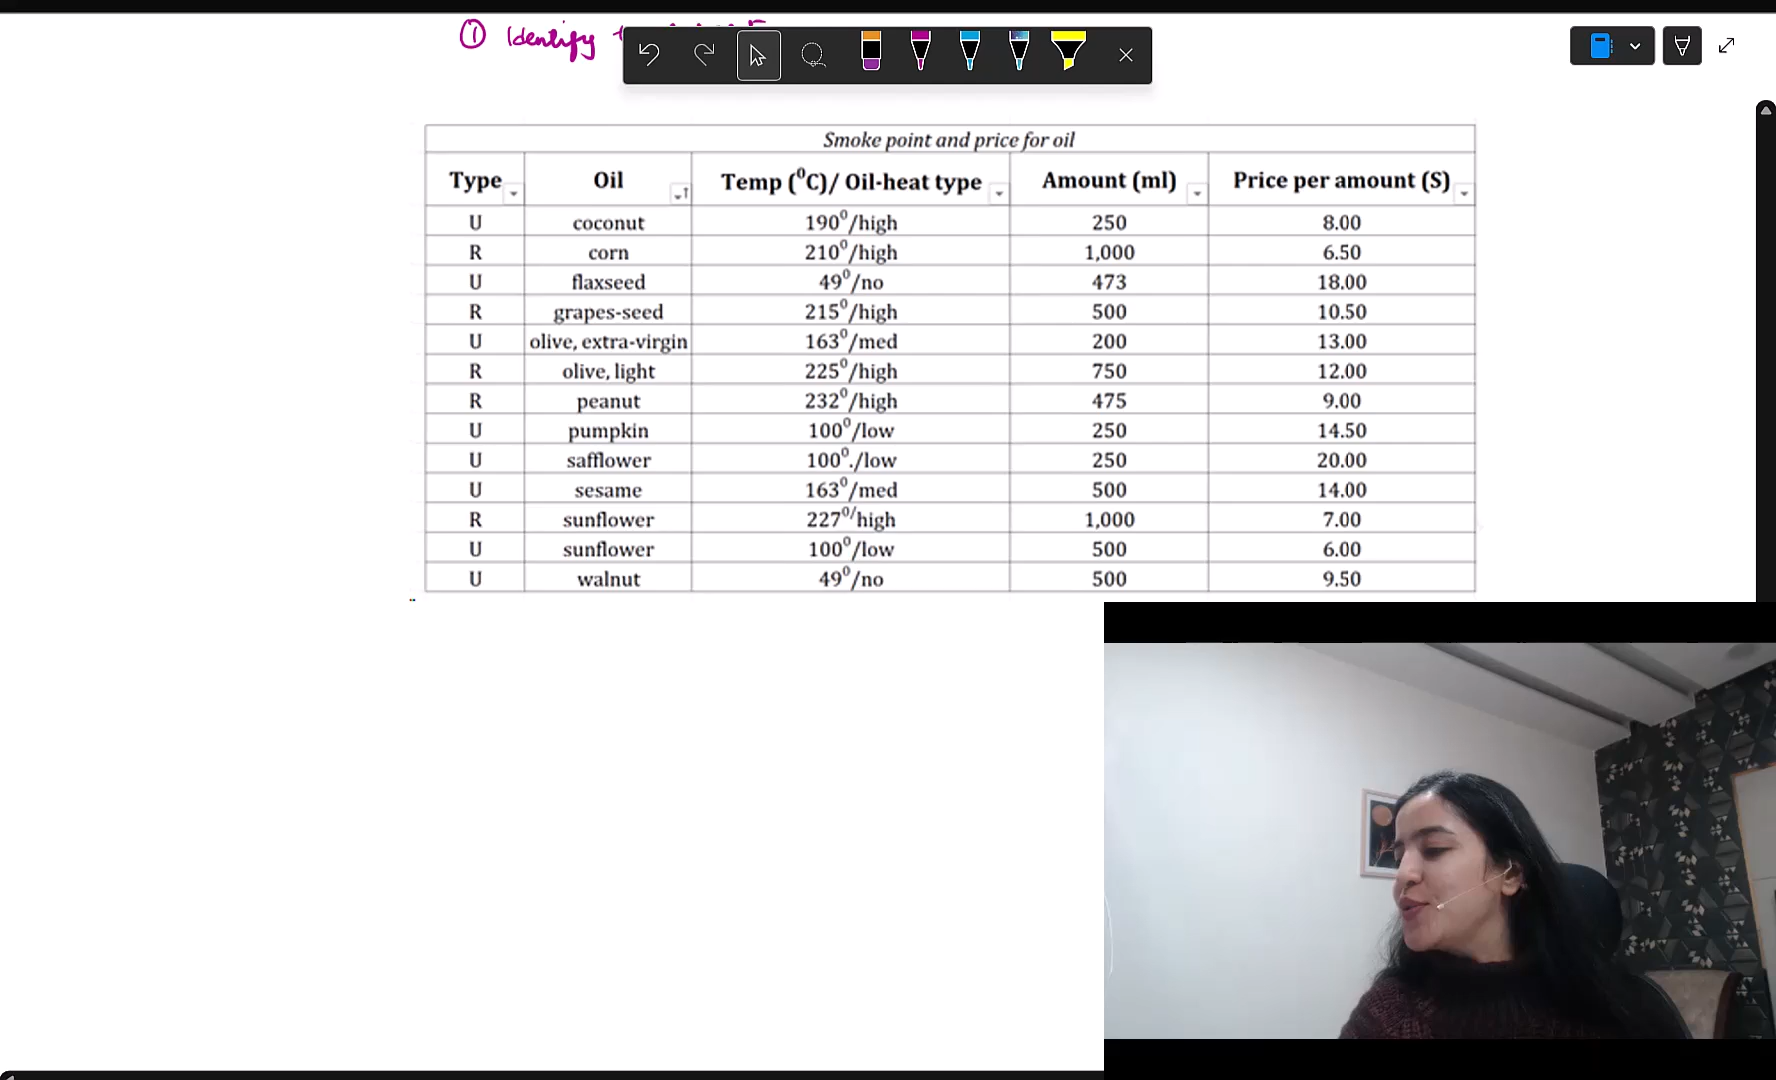 ① Identify
Smoke point and price for oil
Type Oil Temp (⁰C)/ Oil-heat type Amount (ml) Price per amount (S)
U coconut 190⁰/high 250 8.00
R corn 210⁰/high 1,000 6.50
U flaxseed 49⁰/no 473 18.00
R grapes-seed 215⁰/high 500 10.50
U olive, extra-virgin 163⁰/med 200 13.00
R olive, light 225⁰/high 750 12.00
R peanut 232⁰/high 475 9.00
U pumpkin 100⁰/low 250 14.50
U safflower 100⁰./low 250 20.00
U sesame 163⁰/med 500 14.00
R sunflower 227⁰/high 1,000 7.00
U sunflower 100⁰/low 500 6.00
U walnut 49⁰/no 500 9.50